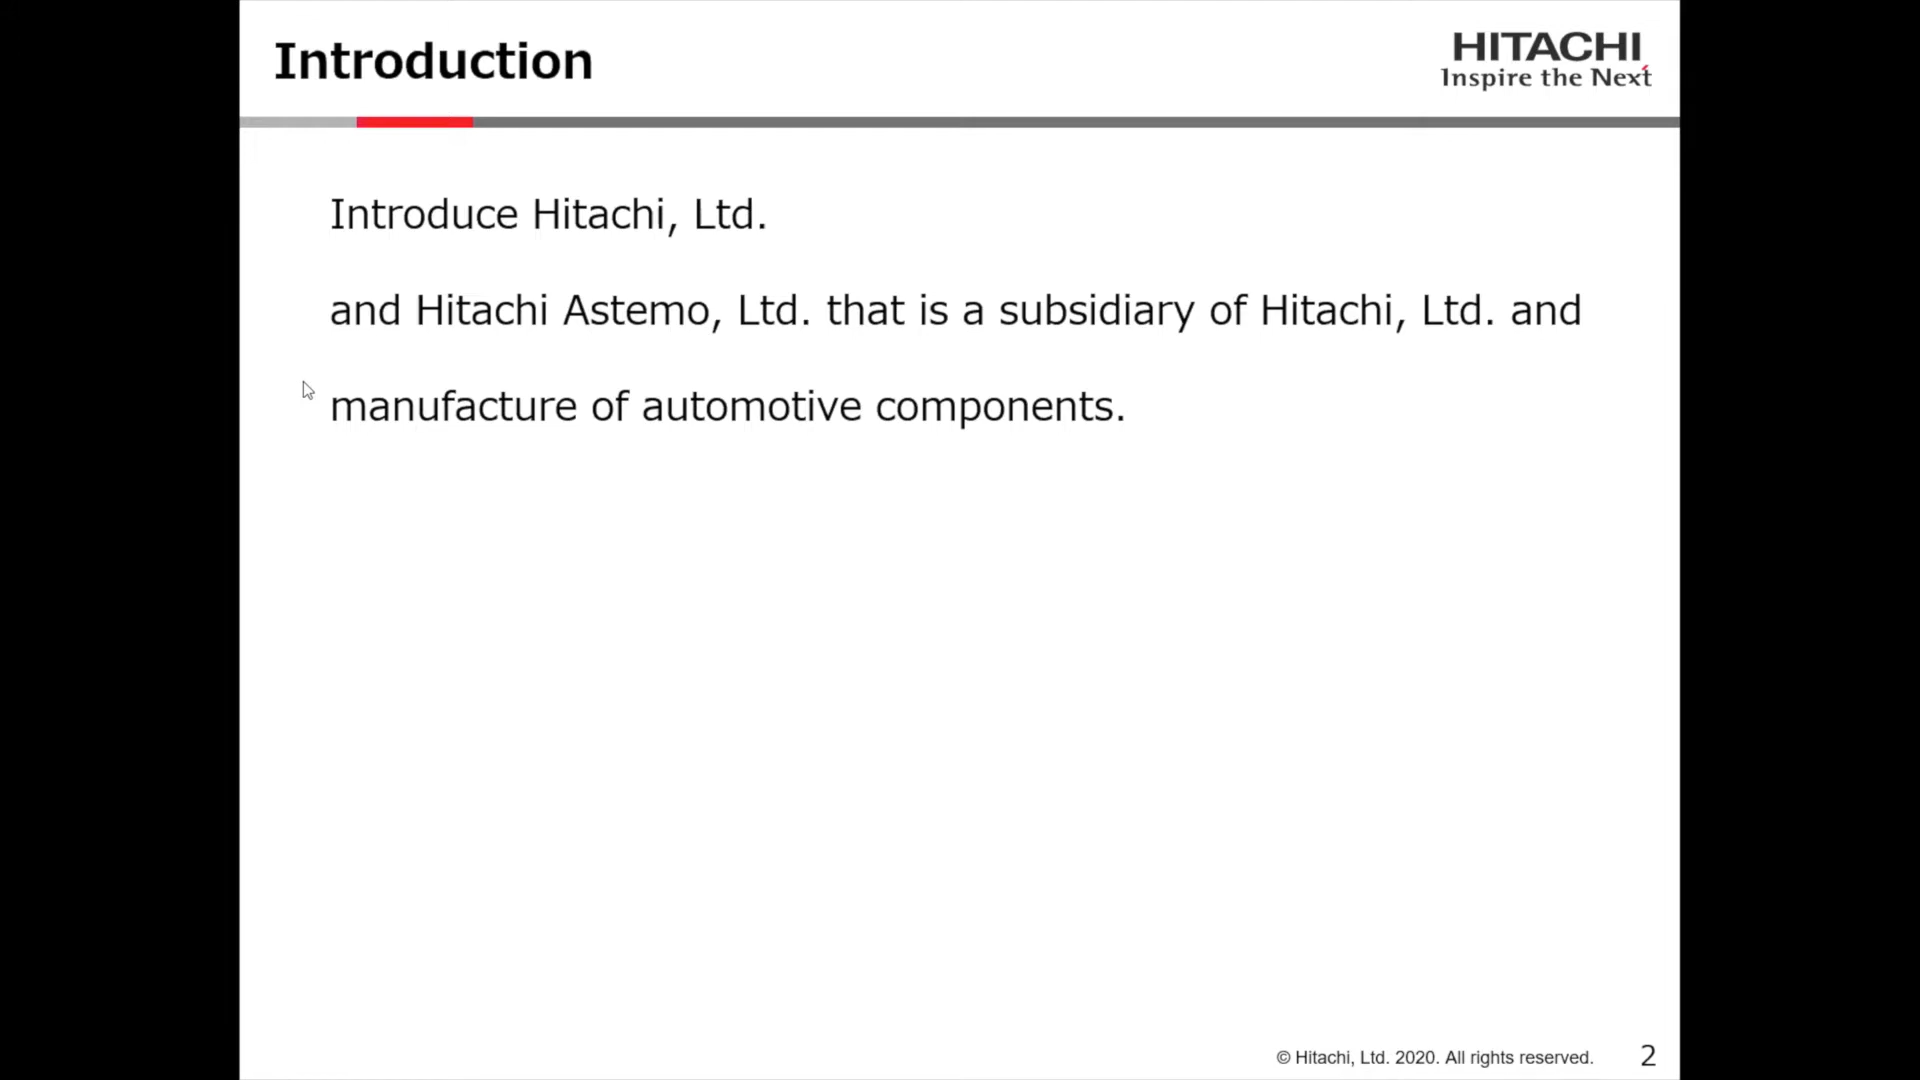 Introduction
HITACHI
Inspire the Next
Introduce Hitachi, Ltd.
and Hitachi Astemo, Ltd. that is a subsidiary of Hitachi, Ltd. and
manufacture of automotive components.
© Hitachi, Ltd. 2020. All rights reserved.
2